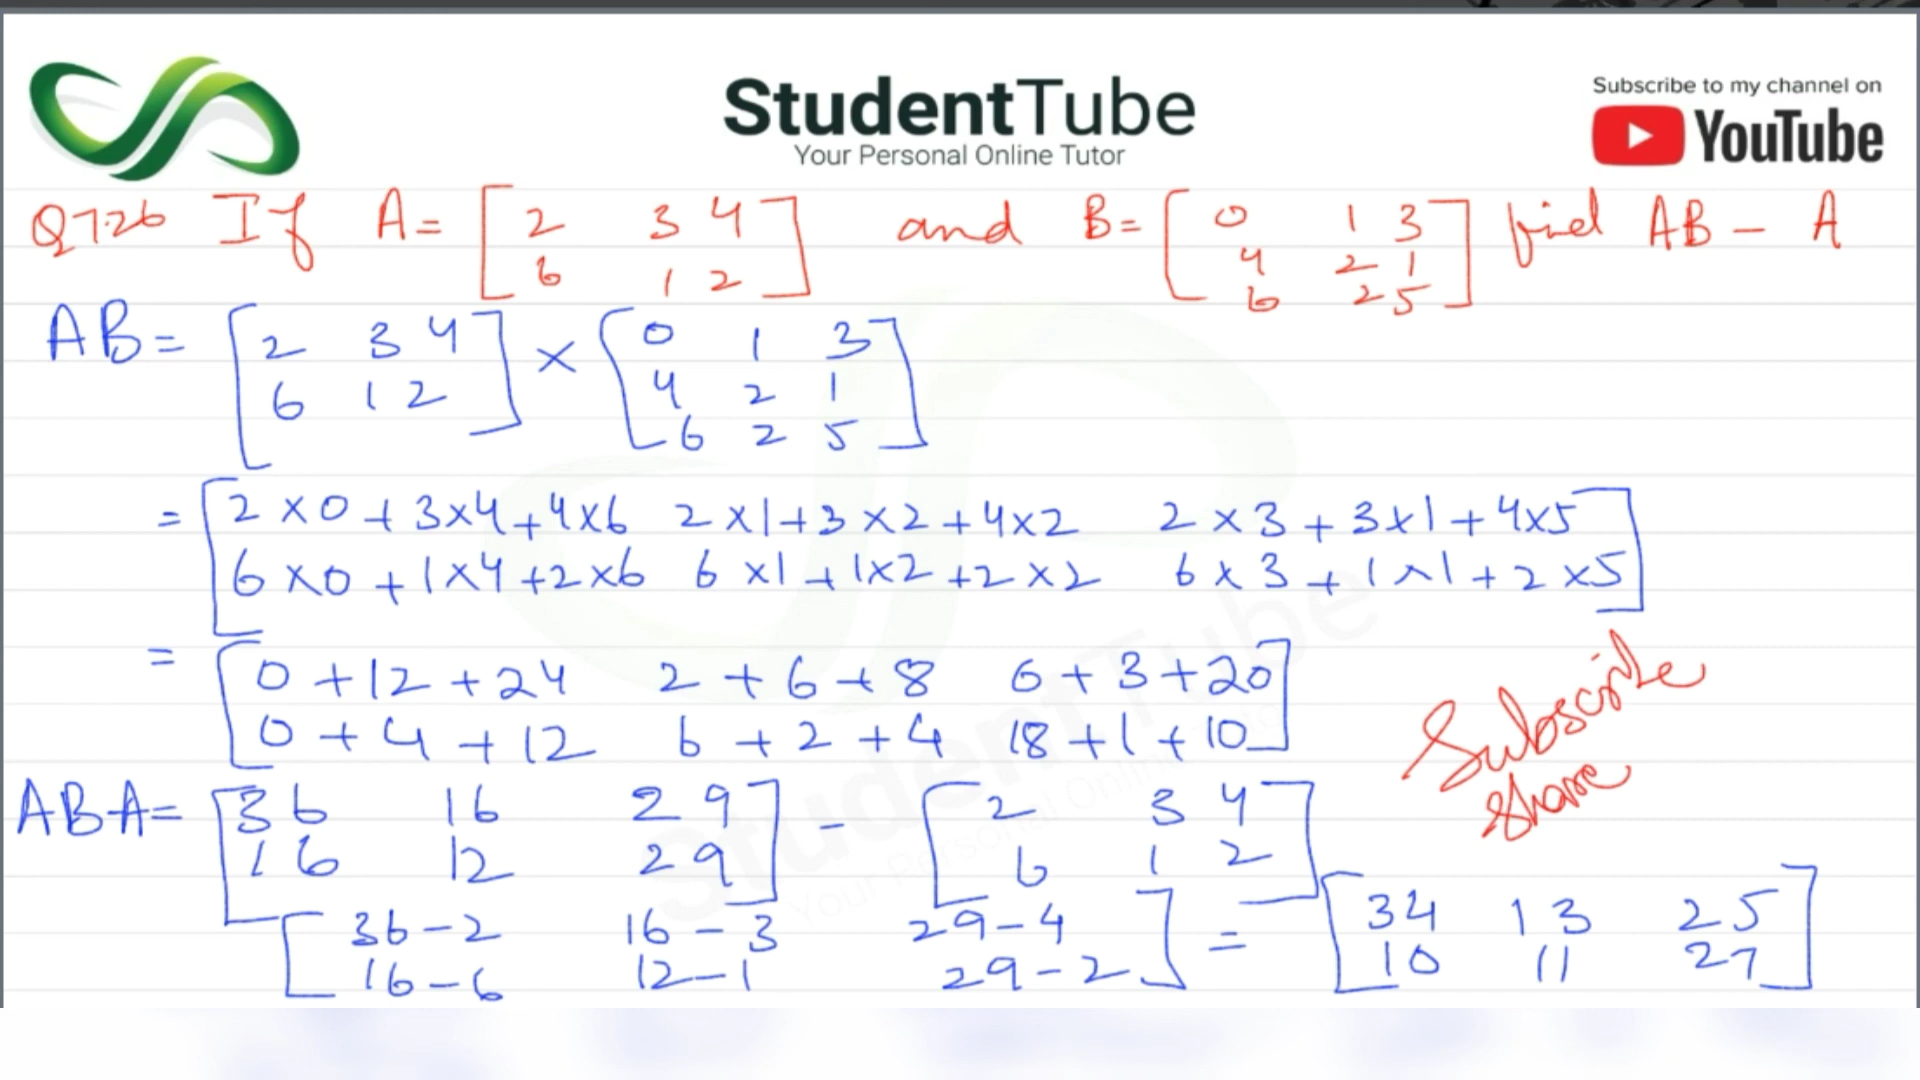 StudentTube
Your Personal Online Tutor
Subscribe to my channel on
YouTube
Q7.26 If A = [ 2 3 4 ] and B = [ 0 1 3 ] find AB - A
6 1 2 4 2 1
6 2 5
AB = [ 2 3 4 ] × [ 0 1 3 ]
6 1 2 4 2 1
6 2 5
= [ 2×0+3×4+4×6 2×1+3×2+4×2 2×3+3×1+4×5 ]
6×0+1×4+2×6 6×1+1×2+2×2 6×3+1×1+2×5
= [ 0+12+24 2+6+8 6+3+20 ]
0+4+12 6+2+4 18+1+10
Subscribe
Share
AB-A = [ 36 16 29 ] - [ 2 3 4 ]
16 12 29 6 1 2
[ 36-2 16-3 29-4 ] = [ 34 13 25 ]
16-6 12-1 29-2 10 11 27
StudentTube
Your Personal Online Tutor